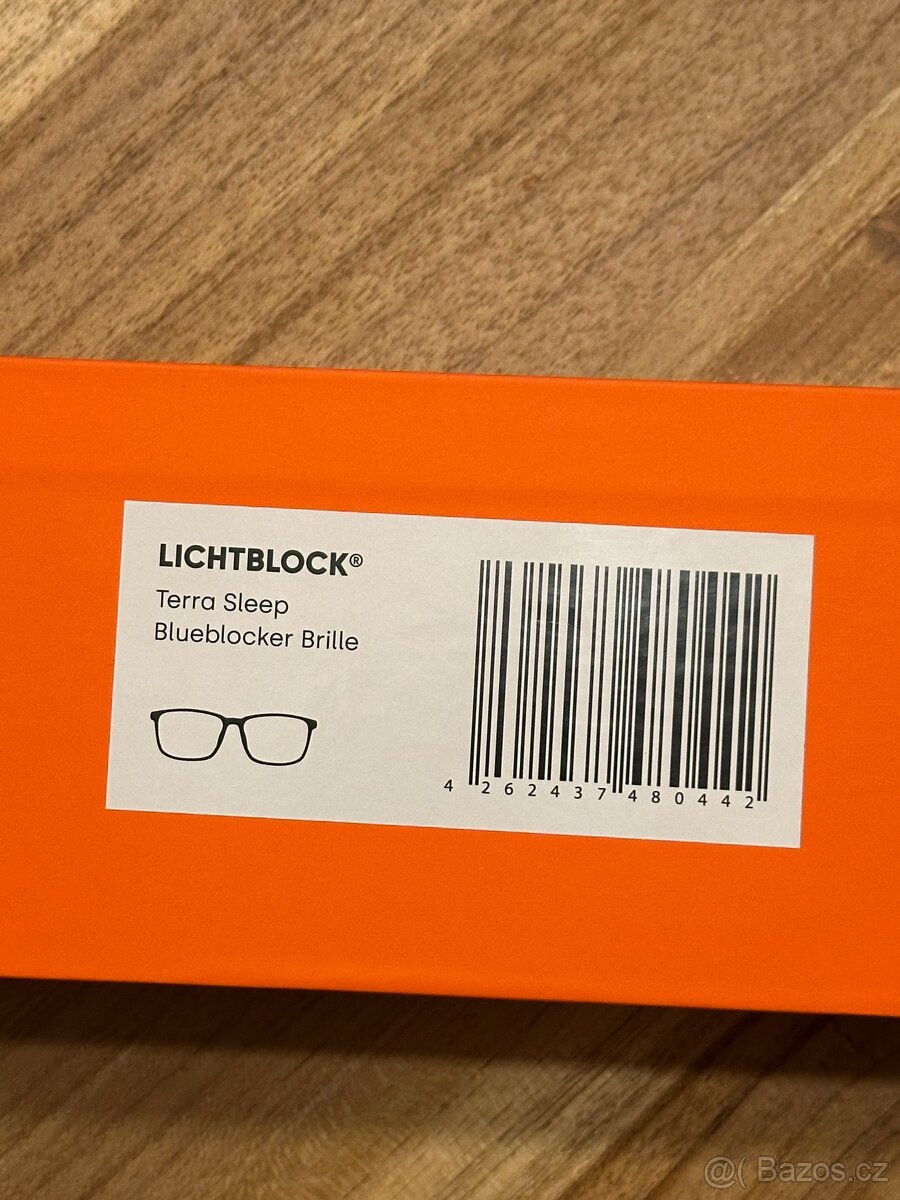 LICHTBLOCK®
Terra Sleep
Blueblocker Brille
4 262437 480442
@( Bazos.cz